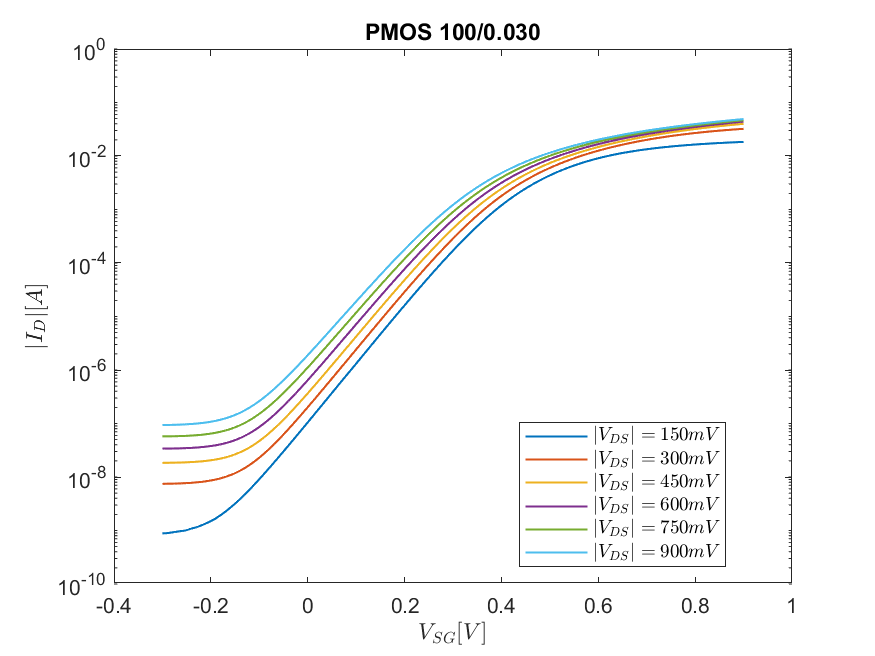 PMOS 100/0.030
10^0
10^-2
10^-4
10^-6
10^-8
10^-10
|I_D|[A]
-0.4 -0.2 0 0.2 0.4 0.6 0.8 1
V_SG[V]
|V_DS| = 150mV
|V_DS| = 300mV
|V_DS| = 450mV
|V_DS| = 600mV
|V_DS| = 750mV
|V_DS| = 900mV